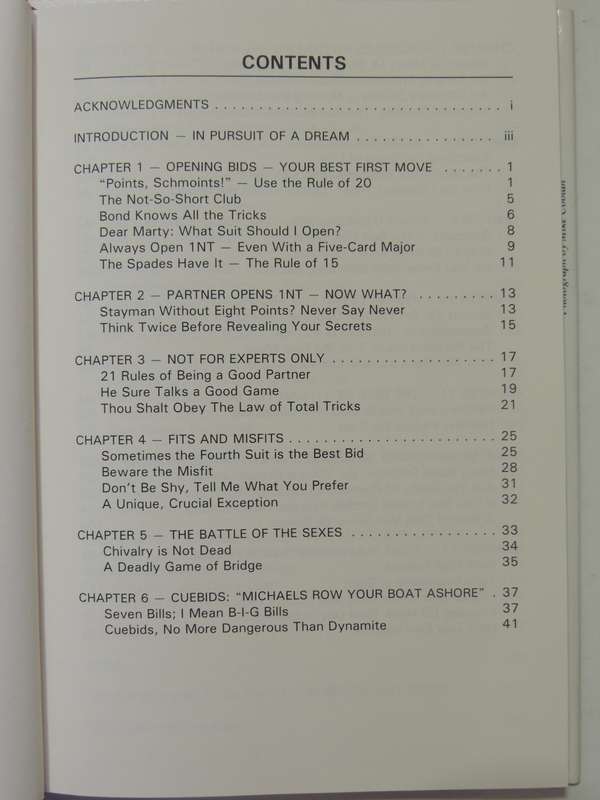 CONTENTS
ACKNOWLEDGMENTS . . . . . . . . . . . . . . . . . . . . . . . . . . . . . . . . . i
INTRODUCTION — IN PURSUIT OF A DREAM . . . . . . . . . . . . . . . . iii
CHAPTER 1 — OPENING BIDS — YOUR BEST FIRST MOVE . . . . . . . 1
"Points, Schmoints!" — Use the Rule of 20 1
The Not-So-Short Club 5
Bond Knows All the Tricks 6
Dear Marty: What Suit Should I Open? 8
Always Open 1NT — Even With a Five-Card Major 9
The Spades Have It — The Rule of 15 11
CHAPTER 2 — PARTNER OPENS 1NT — NOW WHAT? . . . . . . . . . 13
Stayman Without Eight Points? Never Say Never 13
Think Twice Before Revealing Your Secrets 15
CHAPTER 3 — NOT FOR EXPERTS ONLY . . . . . . . . . . . . . . . . . . . 17
21 Rules of Being a Good Partner 17
He Sure Talks a Good Game 19
Thou Shalt Obey The Law of Total Tricks 21
CHAPTER 4 — FITS AND MISFITS . . . . . . . . . . . . . . . . . . . . . . . . 25
Sometimes the Fourth Suit is the Best Bid 25
Beware the Misfit 28
Don't Be Shy, Tell Me What You Prefer 31
A Unique, Crucial Exception 32
CHAPTER 5 — THE BATTLE OF THE SEXES . . . . . . . . . . . . . . . . . 33
Chivalry is Not Dead 34
A Deadly Game of Bridge 35
CHAPTER 6 — CUEBIDS: "MICHAELS ROW YOUR BOAT ASHORE" . 37
Seven Bills; I Mean B-I-G Bills 37
Cuebids, No More Dangerous Than Dynamite 41